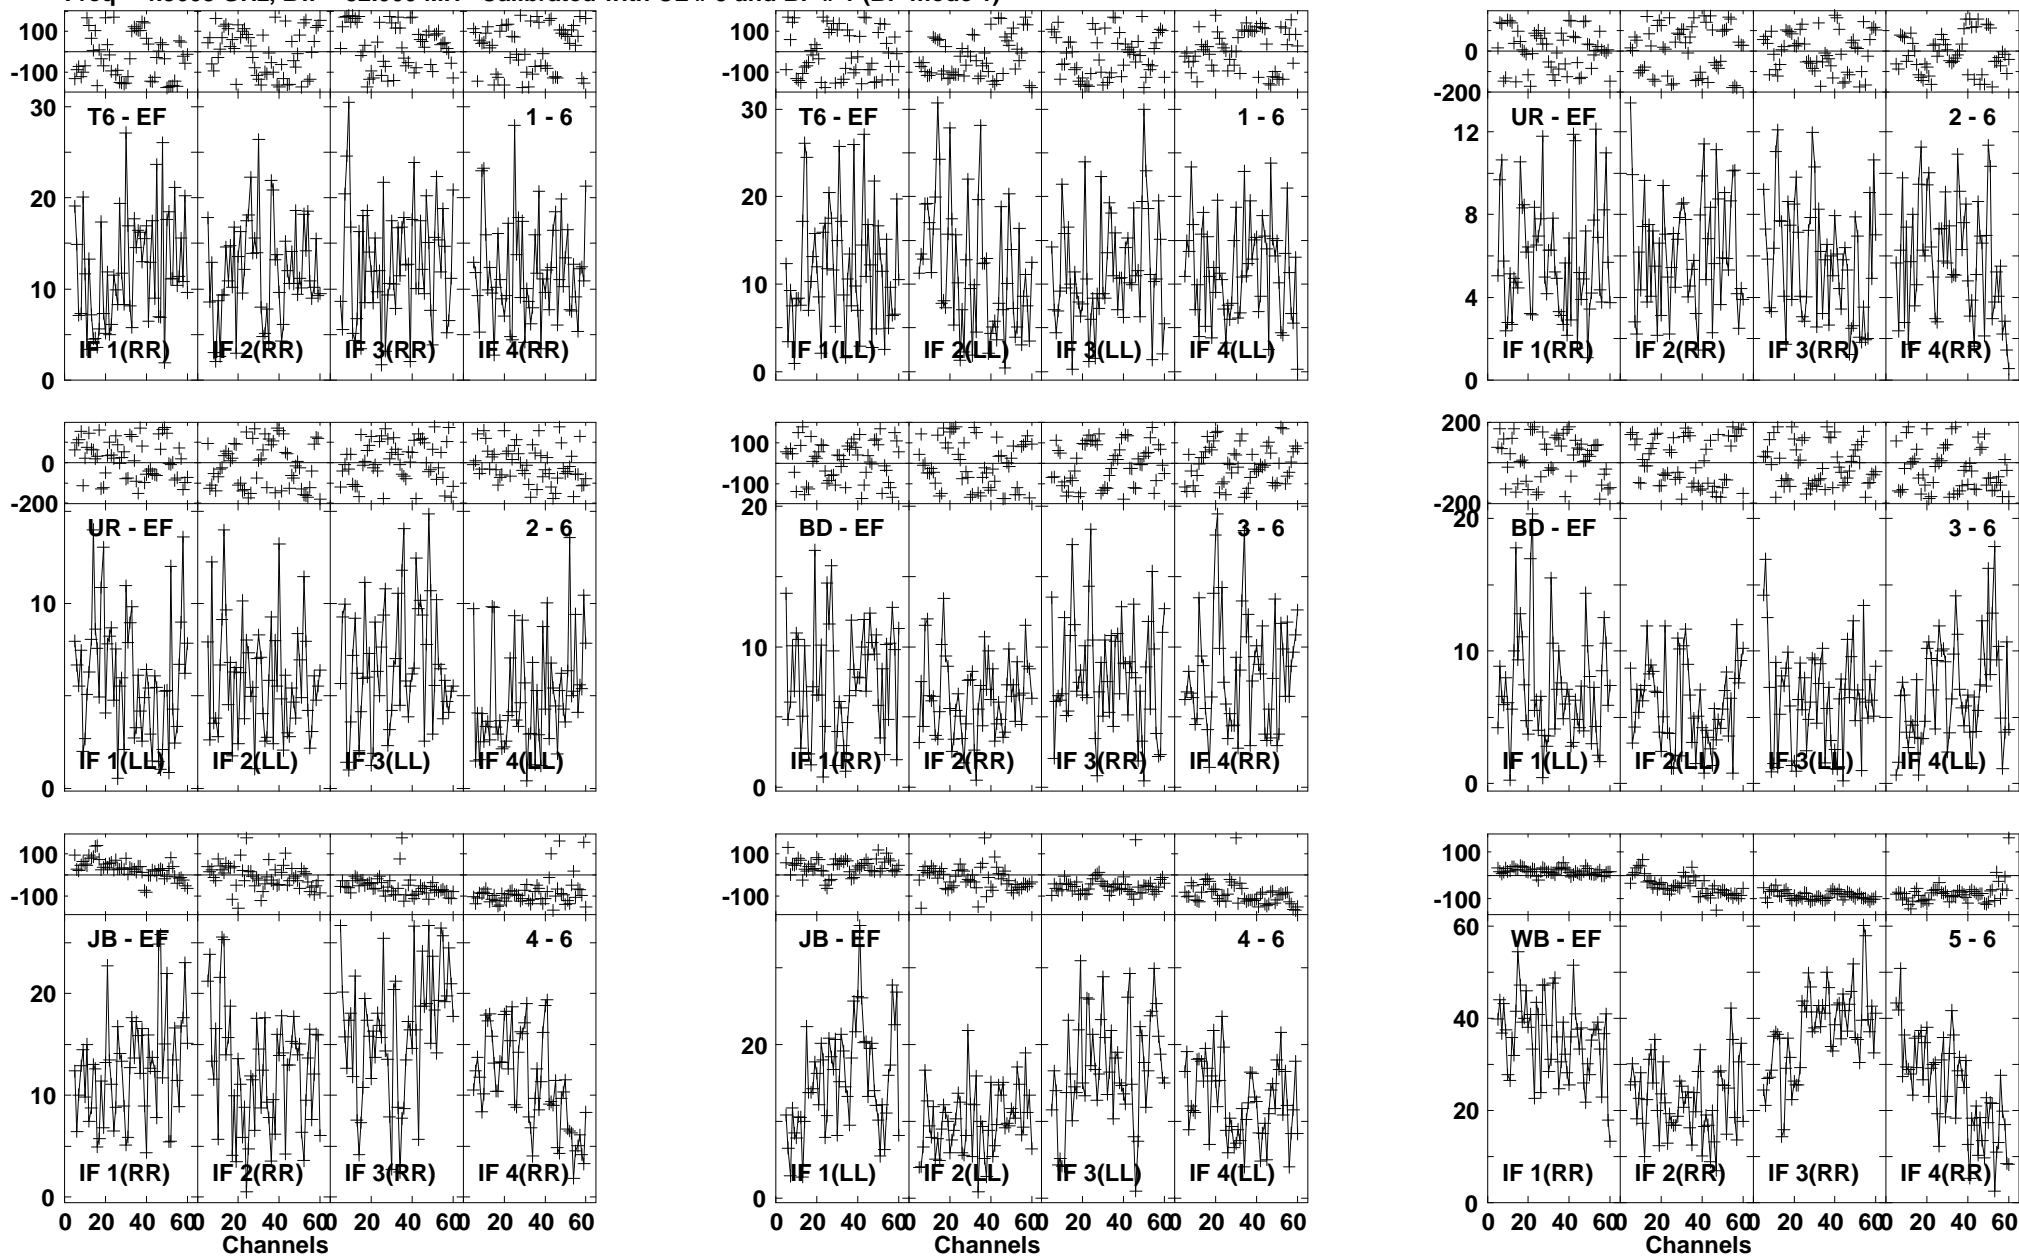 100
-100
30
20
10
0
T6 - EF
1 - 6
IF 1(RR)
IF 2(RR)
IF 3(RR)
IF 4(RR)
100
-100
30
20
10
0
T6 - EF
1 - 6
IF 1(LL)
IF 2(LL)
IF 3(LL)
IF 4(LL)
0
-200
12
8
4
0
UR - EF
2 - 6
IF 1(RR)
IF 2(RR)
IF 3(RR)
IF 4(RR)
0
-200
10
0
UR - EF
2 - 6
IF 1(LL)
IF 2(LL)
IF 3(LL)
IF 4(LL)
100
-100
20
10
0
BD - EF
3 - 6
IF 1(RR)
IF 2(RR)
IF 3(RR)
IF 4(RR)
200
0
-200
20
10
0
BD - EF
3 - 6
IF 1(LL)
IF 2(LL)
IF 3(LL)
IF 4(LL)
100
-100
20
10
0
JB - EF
4 - 6
IF 1(RR)
IF 2(RR)
IF 3(RR)
IF 4(RR)
0 20 40 60 0 20 40 60 0 20 40 60 0 20 40 60
Channels
100
-100
20
0
JB - EF
4 - 6
IF 1(LL)
IF 2(LL)
IF 3(LL)
IF 4(LL)
0 20 40 60 0 20 40 60 0 20 40 60 0 20 40 60
Channels
100
-100
60
40
20
0
WB - EF
5 - 6
IF 1(RR)
IF 2(RR)
IF 3(RR)
IF 4(RR)
0 20 40 60 0 20 40 60 0 20 40 60 0 20 40 60
Channels